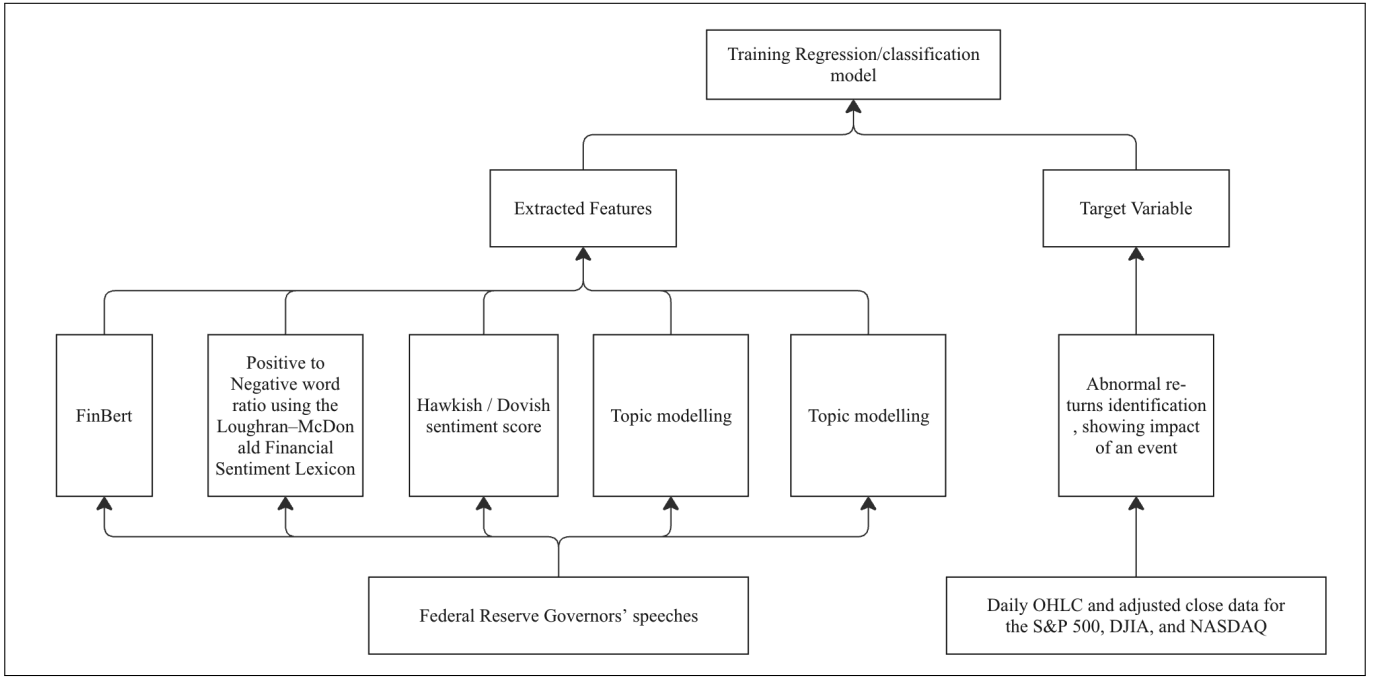 Training Regression/classification
model
Extracted Features
Target Variable
FinBert
Positive to
Negative word
ratio using the
Loughran–McDon
ald Financial
Sentiment Lexicon
Hawkish / Dovish
sentiment score
Topic modelling
Topic modelling
Abnormal re-
turns identification
, showing impact
of an event
Federal Reserve Governors’ speeches
Daily OHLC and adjusted close data for
the S&P 500, DJIA, and NASDAQ